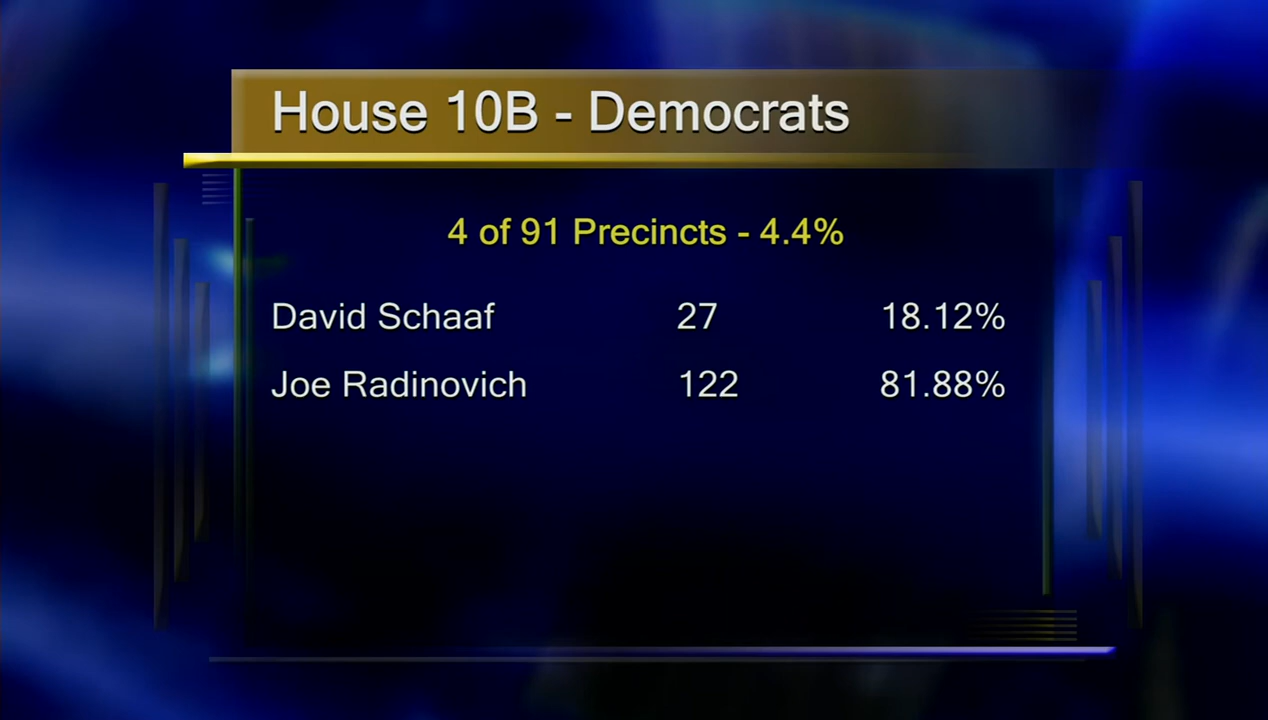 House 10B - Democrats
4 of 91 Precincts - 4.4%
David Schaaf 27 18.12%
Joe Radinovich 122 81.88%